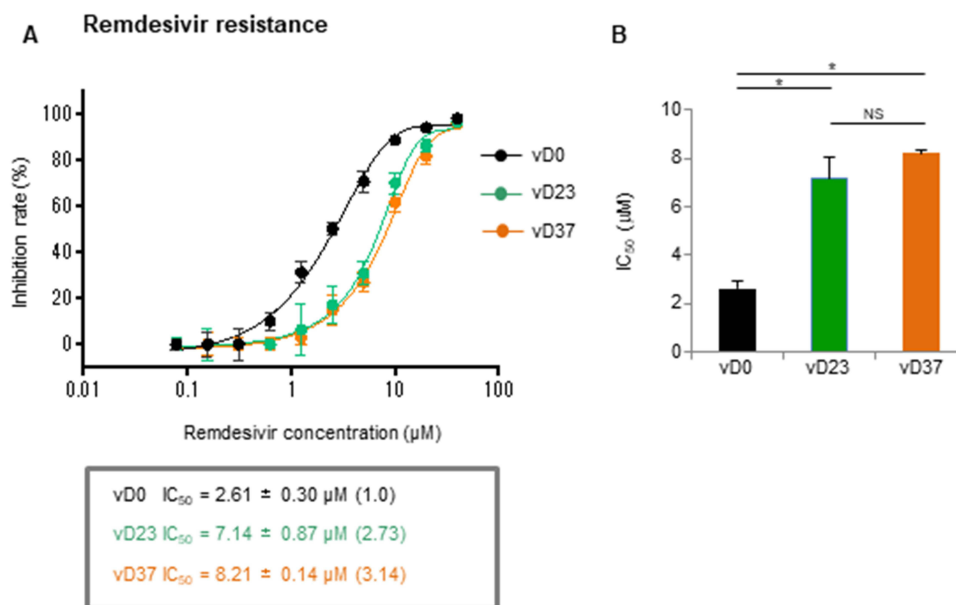 A
Remdesivir resistance
Inhibition rate (%)
100
80
60
40
20
0
0.01
0.1
1
10
100
Remdesivir concentration (µM)
vD0
vD23
vD37
vD0 IC₅₀ = 2.61 ± 0.30 µM (1.0)
vD23 IC₅₀ = 7.14 ± 0.87 µM (2.73)
vD37 IC₅₀ = 8.21 ± 0.14 µM (3.14)
B
*
*
NS
IC₅₀ (µM)
10
8
6
4
2
0
vD0
vD23
vD37